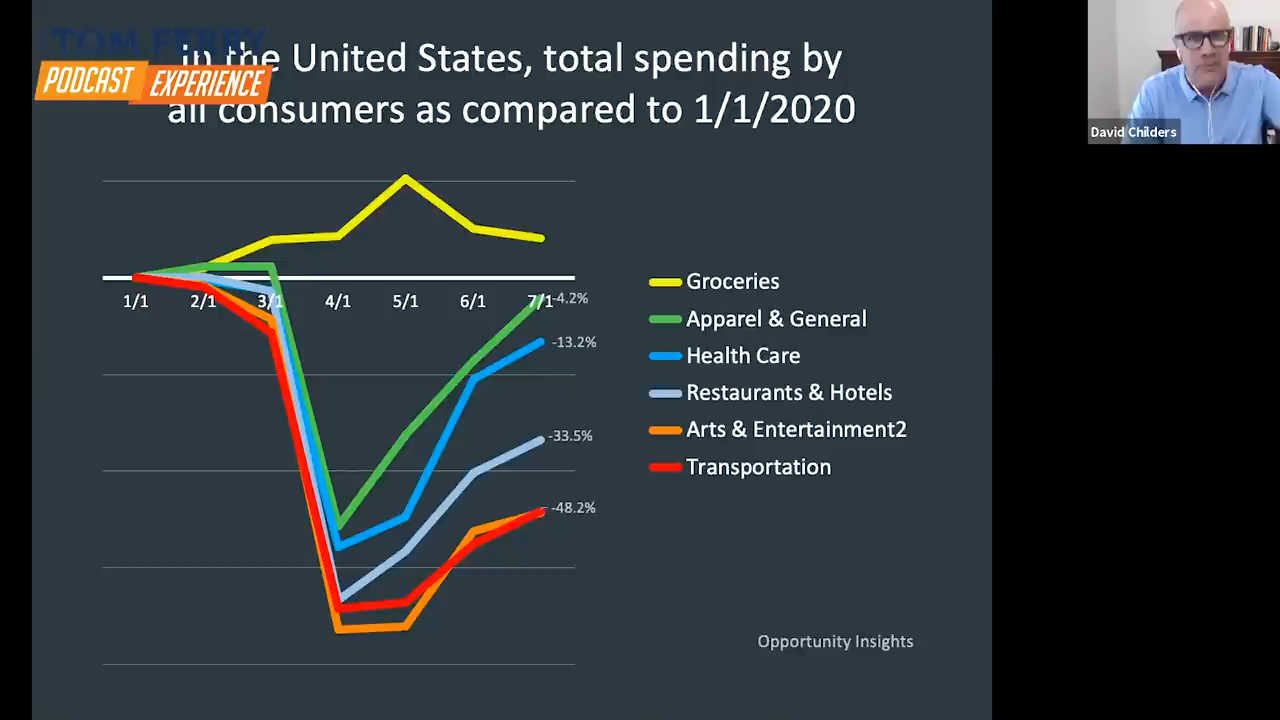 TOM FERRY
PODCAST EXPERIENCE
in the United States, total spending by
all consumers as compared to 1/1/2020
David Childers
1/1 2/1 3/1 4/1 5/1 6/1 7/1
-4.2%
-13.2%
-33.5%
-48.2%
Groceries
Apparel & General
Health Care
Restaurants & Hotels
Arts & Entertainment2
Transportation
Opportunity Insights